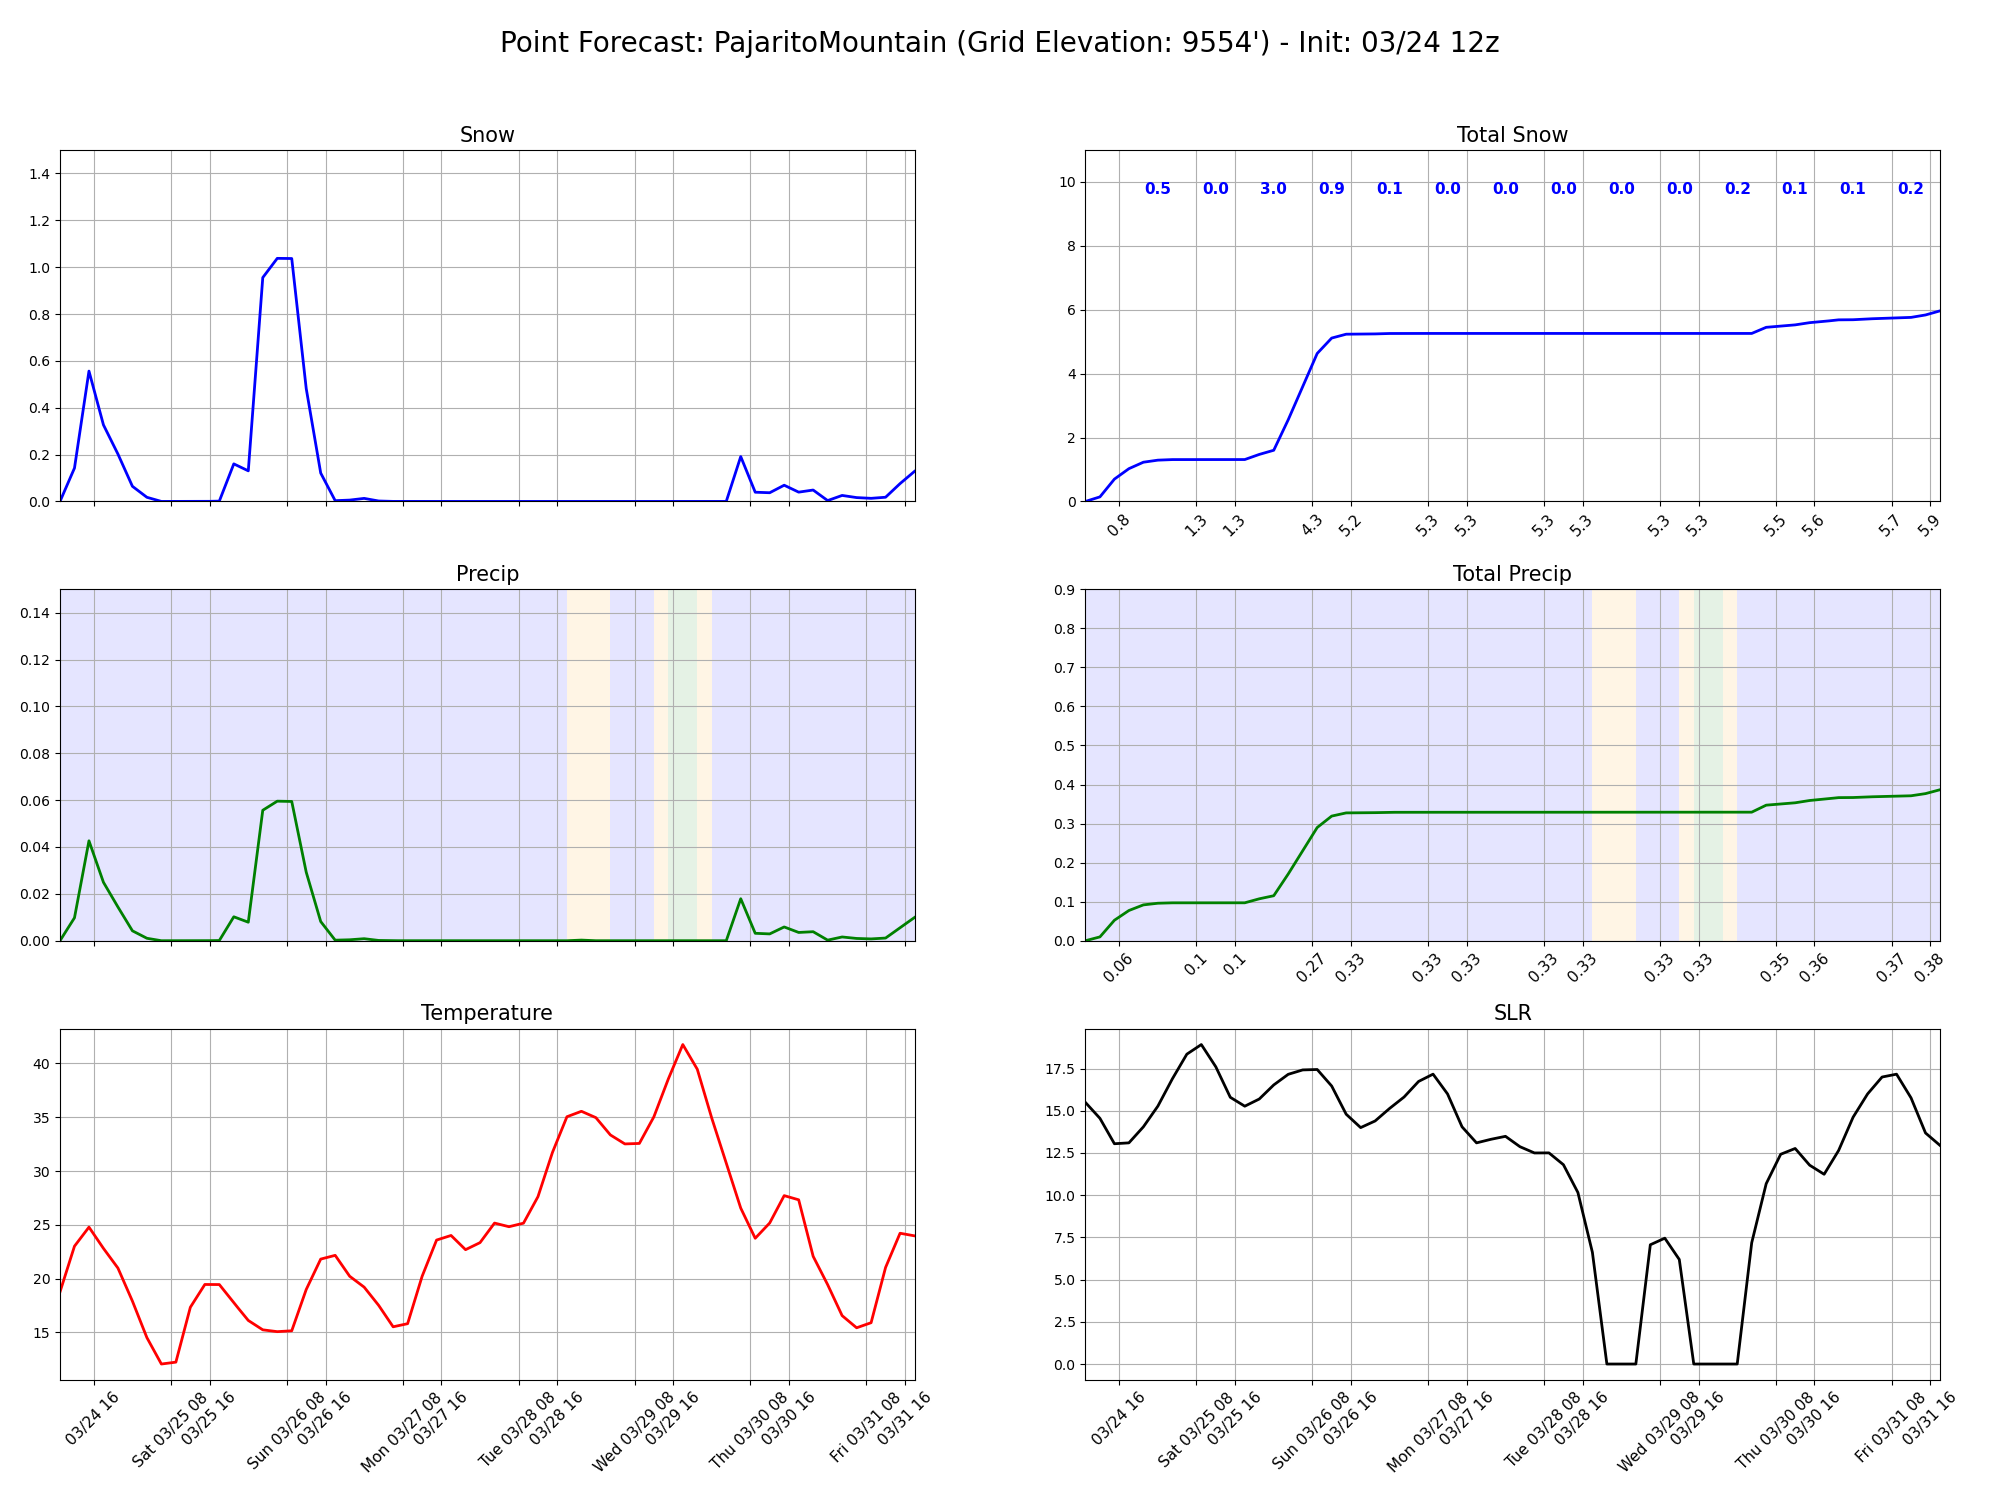 Point Forecast: PajaritoMountain (Grid Elevation: 9554') - Init: 03/24 12z
Snow
1.4
1.2
1.0
0.8
0.6
0.4
0.2
0.0
Total Snow
10
8
6
4
2
0
0.5 0.0 3.0 0.9 0.1 0.0 0.0 0.0 0.0 0.0 0.2 0.1 0.1 0.2
0.8 1.3 1.3 4.3 5.2 5.3 5.3 5.3 5.3 5.3 5.3 5.5 5.6 5.7 5.9
Precip
0.14
0.12
0.10
0.08
0.06
0.04
0.02
0.00
Total Precip
0.9
0.8
0.7
0.6
0.5
0.4
0.3
0.2
0.1
0.0
0.06 0.1 0.1 0.27 0.33 0.33 0.33 0.33 0.33 0.33 0.33 0.35 0.36 0.37 0.38
Temperature
40
35
30
25
20
15
03/24 16
Sat 03/25 08
03/25 16
Sun 03/26 08
03/26 16
Mon 03/27 08
03/27 16
Tue 03/28 08
03/28 16
Wed 03/29 08
03/29 16
Thu 03/30 08
03/30 16
Fri 03/31 08
03/31 16
SLR
17.5
15.0
12.5
10.0
7.5
5.0
2.5
0.0
03/24 16
Sat 03/25 08
03/25 16
Sun 03/26 08
03/26 16
Mon 03/27 08
03/27 16
Tue 03/28 08
03/28 16
Wed 03/29 08
03/29 16
Thu 03/30 08
03/30 16
Fri 03/31 08
03/31 16